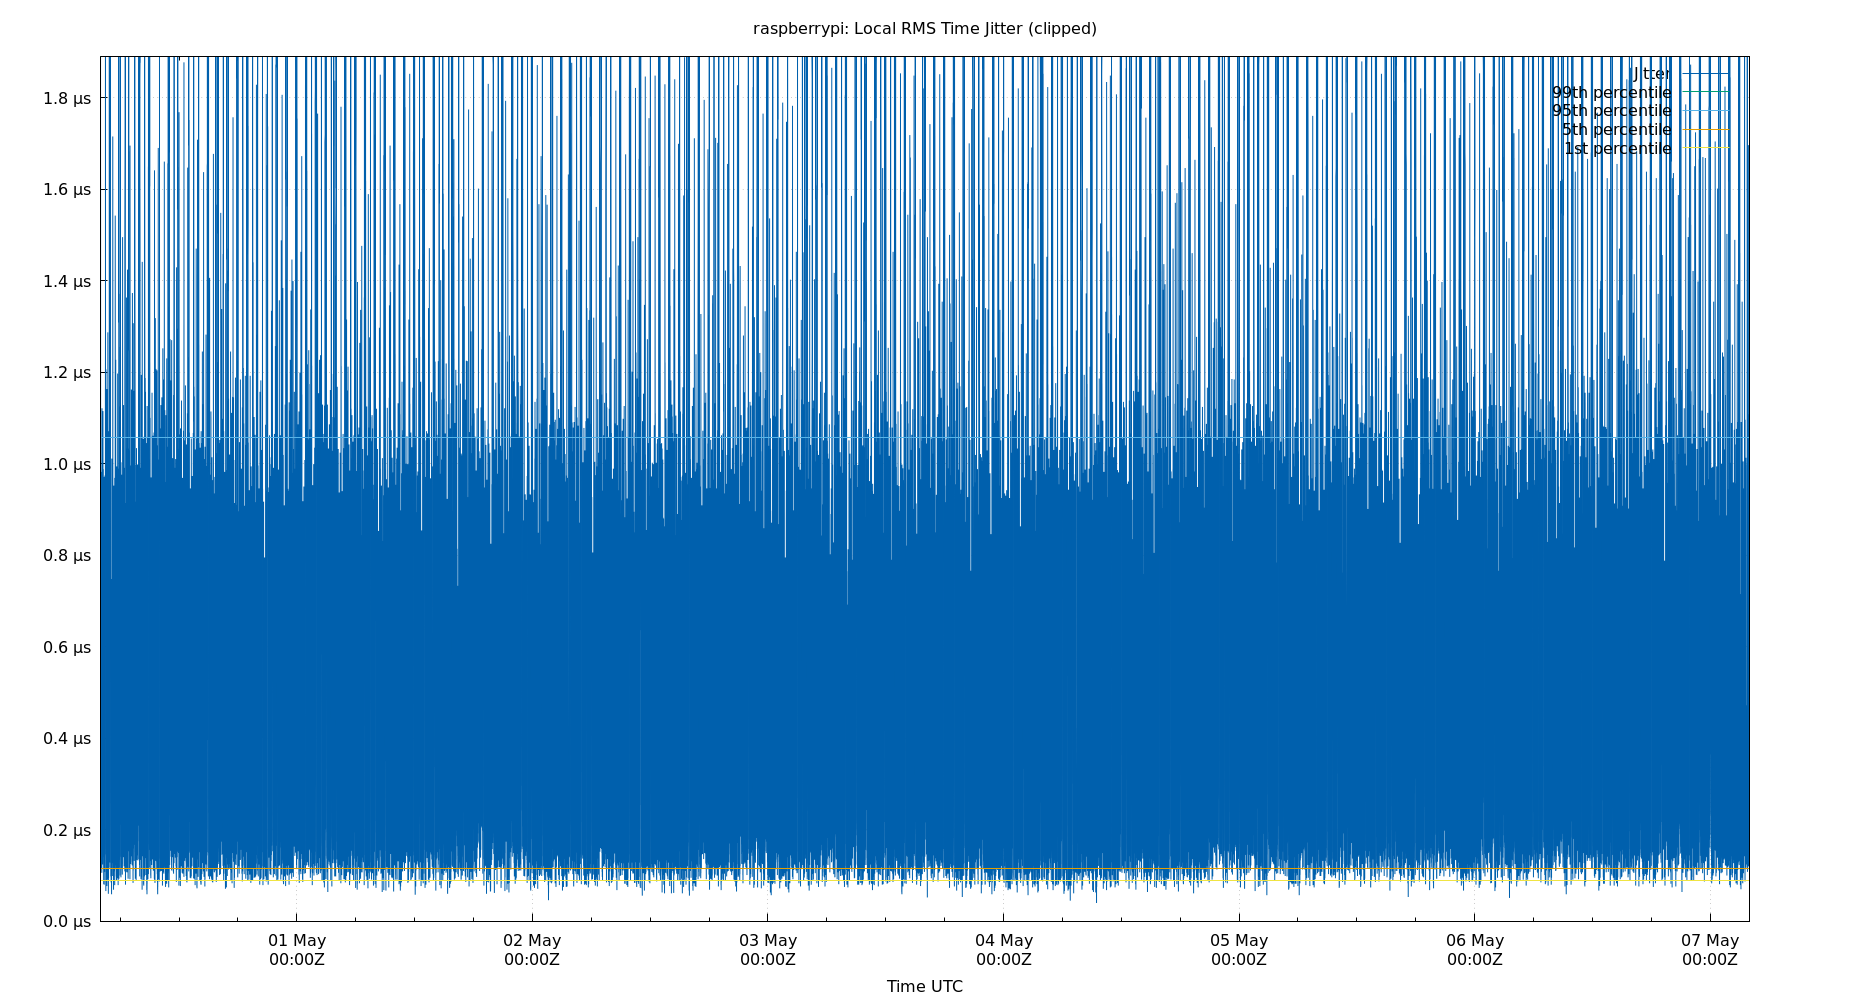 raspberrypi: Local RMS Time Jitter (clipped)
1.8 µs
1.6 µs
1.4 µs
1.2 µs
1.0 µs
0.8 µs
0.6 µs
0.4 µs
0.2 µs
0.0 µs
Jitter
99th percentile
95th percentile
5th percentile
1st percentile
01 May 02 May 03 May 04 May 05 May 06 May 07 May
00:00Z 00:00Z 00:00Z 00:00Z 00:00Z 00:00Z 00:00Z
Time UTC